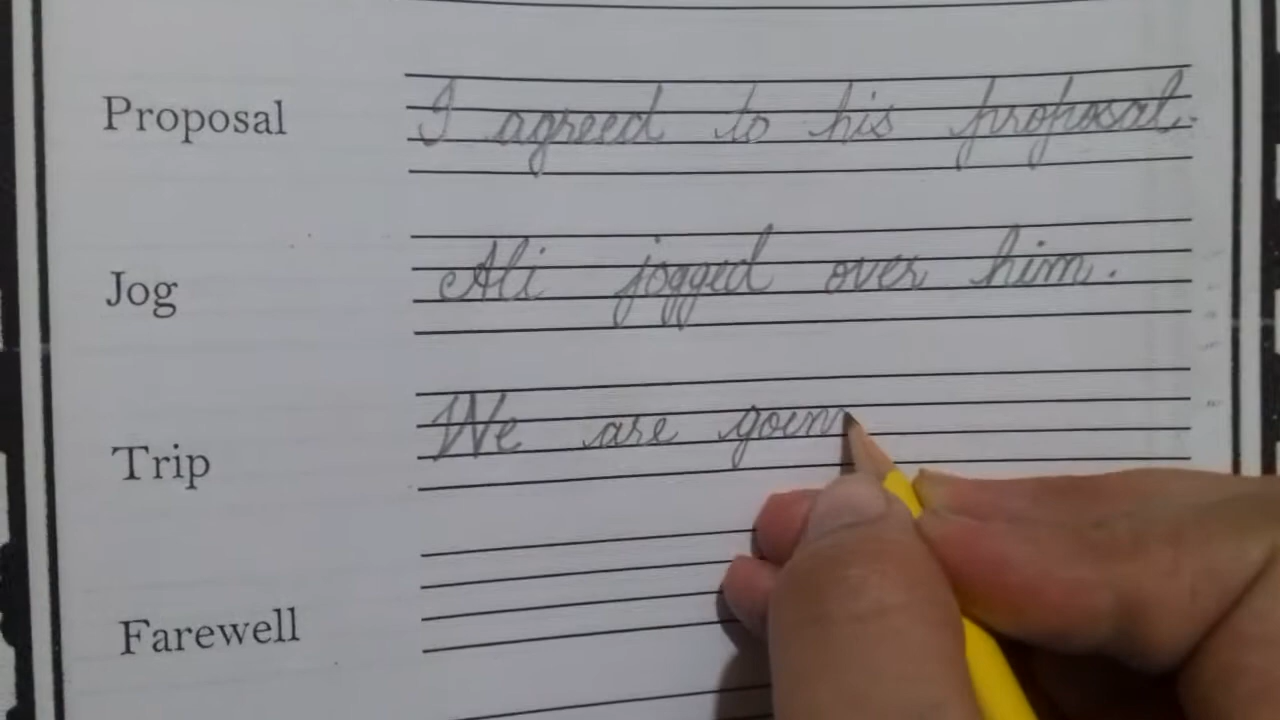 Proposal I agreed to his proposal.
Jog Ali jogged over him.
Trip We are goin
Farewell